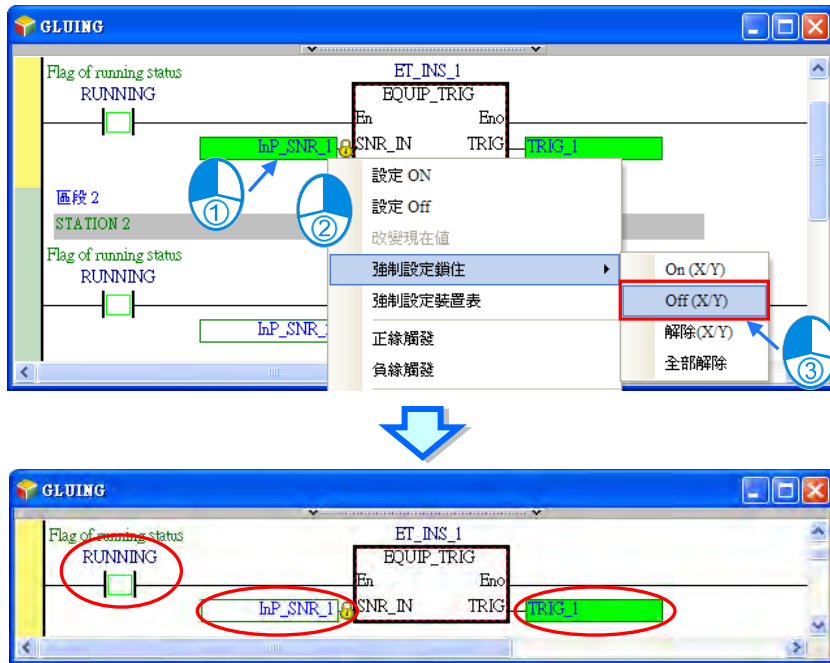 GLUING
Flag of running status
RUNNING
ET_INS_1
EQUIP_TRIG
En
Eno
InP_SNR_1
SNR_IN
TRIG
TRIG_1
①
②
設定 ON
設定 Off
改變現在值
強制設定鎖住
強制設定裝置表
正緣觸發
負緣觸發
On (X/Y)
Off (X/Y)
解除(X/Y)
全部解除
③
區段 2
STATION 2
Flag of running status
RUNNING
InP_SNR_
GLUING
Flag of running status
RUNNING
ET_INS_1
EQUIP_TRIG
En
Eno
InP_SNR_1
SNR_IN
TRIG
TRIG_1